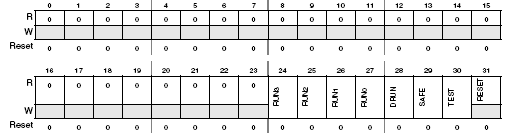 0 1 2 3 4 5 6 7 8 9 10 11 12 13 14 15
R 0 0 0 0 0 0 0 0 0 0 0 0 0 0 0 0
W
Reset 0 0 0 0 0 0 0 0 0 0 0 0 0 0 0 0
16 17 18 19 20 21 22 23 24 25 26 27 28 29 30 31
R 0 0 0 0 0 0 0 0 RUN3 RUN2 RUN1 RUN0 DRUN SAFE TEST RESET
W
Reset 0 0 0 0 0 0 0 0 0 0 0 0 0 0 0 0